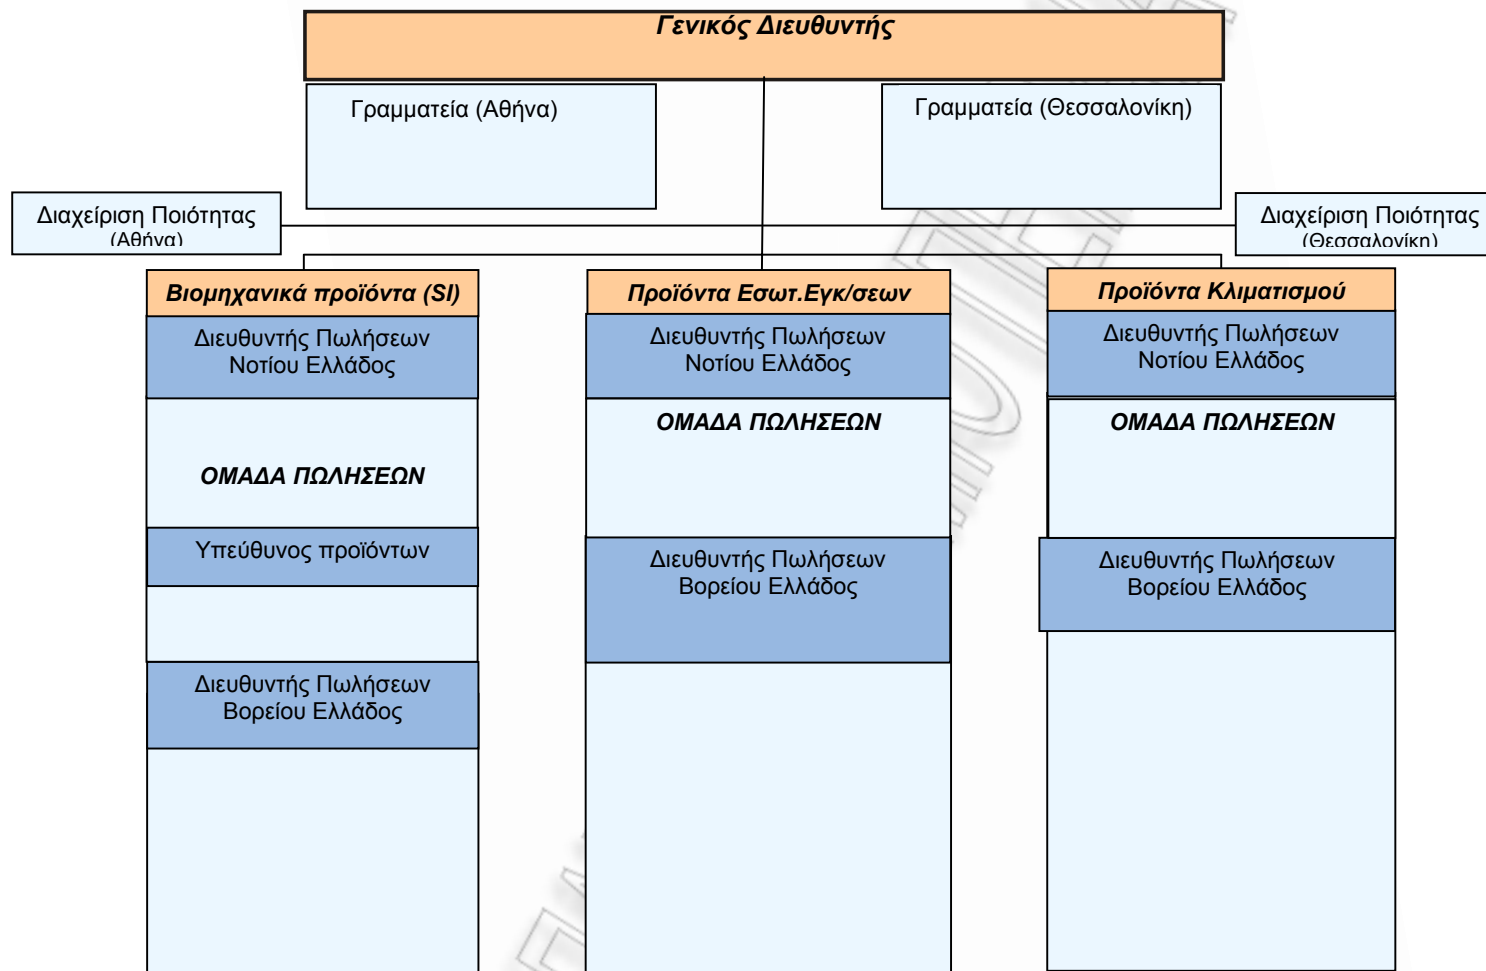 Γενικός Διευθυντής
Γραμματεία (Αθήνα)
Γραμματεία (Θεσσαλονίκη)
Διαχείριση Ποιότητας
(Αθήνα)
Διαχείριση Ποιότητας
(Θεσσαλονίκη)
Βιομηχανικά προϊόντα (SI)
Προϊόντα Εσωτ.Εγκ/σεων
Προϊόντα Κλιματισμού
Διευθυντής Πωλήσεων
Νοτίου Ελλάδος
Διευθυντής Πωλήσεων
Νοτίου Ελλάδος
Διευθυντής Πωλήσεων
Νοτίου Ελλάδος
ΟΜΑΔΑ ΠΩΛΗΣΕΩΝ
ΟΜΑΔΑ ΠΩΛΗΣΕΩΝ
ΟΜΑΔΑ ΠΩΛΗΣΕΩΝ
Υπεύθυνος προϊόντων
Διευθυντής Πωλήσεων
Βορείου Ελλάδος
Διευθυντής Πωλήσεων
Βορείου Ελλάδος
Διευθυντής Πωλήσεων
Βορείου Ελλάδος